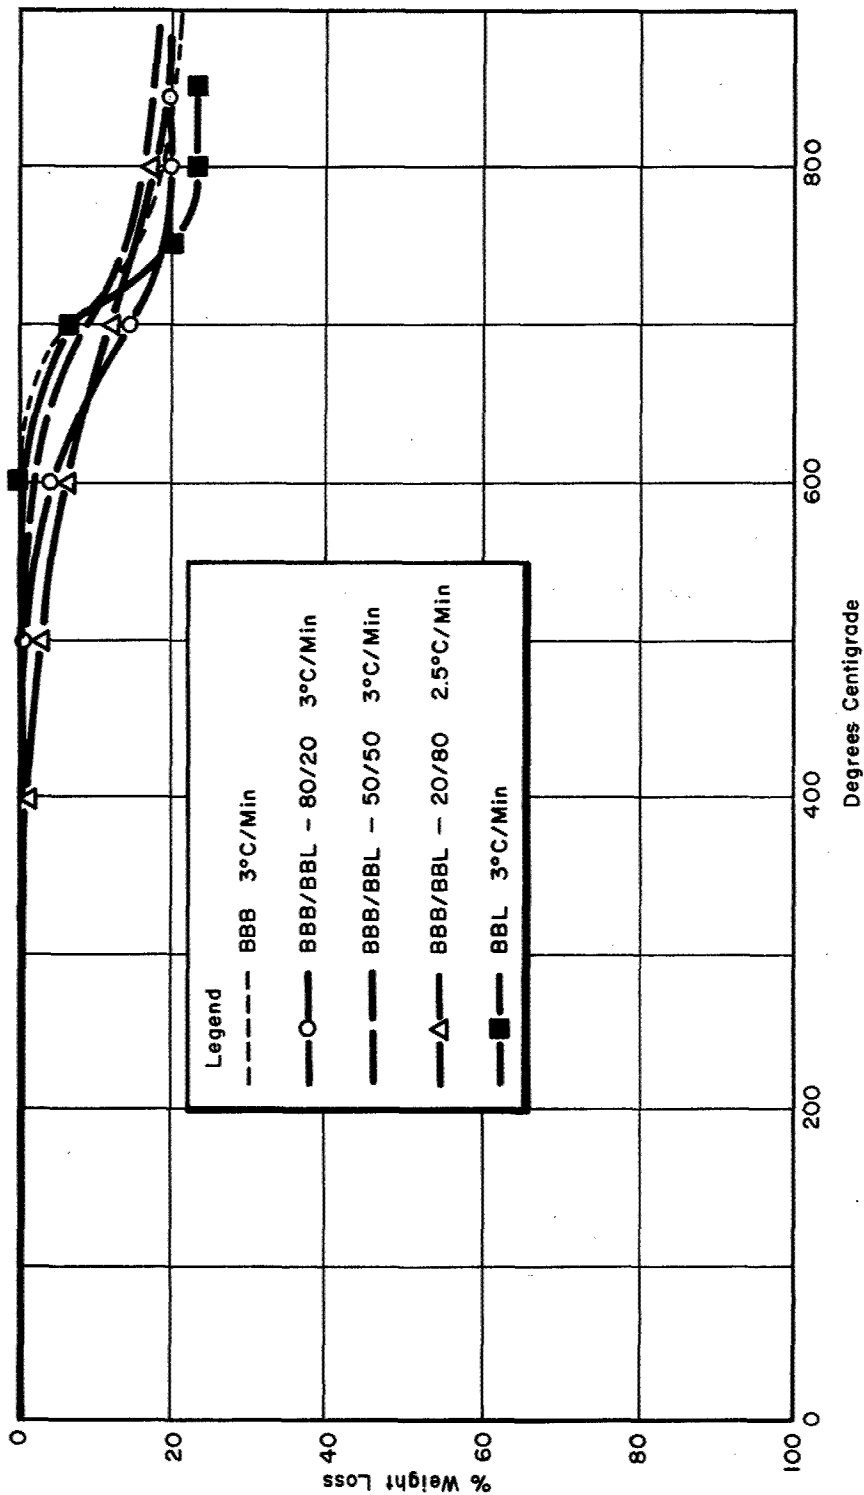 % Weight Loss
0
20
40
60
80
100
Legend
BBB 3°C/Min
BBB/BBL - 80/20 3°C/Min
BBB/BBL - 50/50 3°C/Min
BBB/BBL - 20/80 2.5°C/Min
BBL 3°C/Min
0
200
400
600
800
Degrees Centigrade